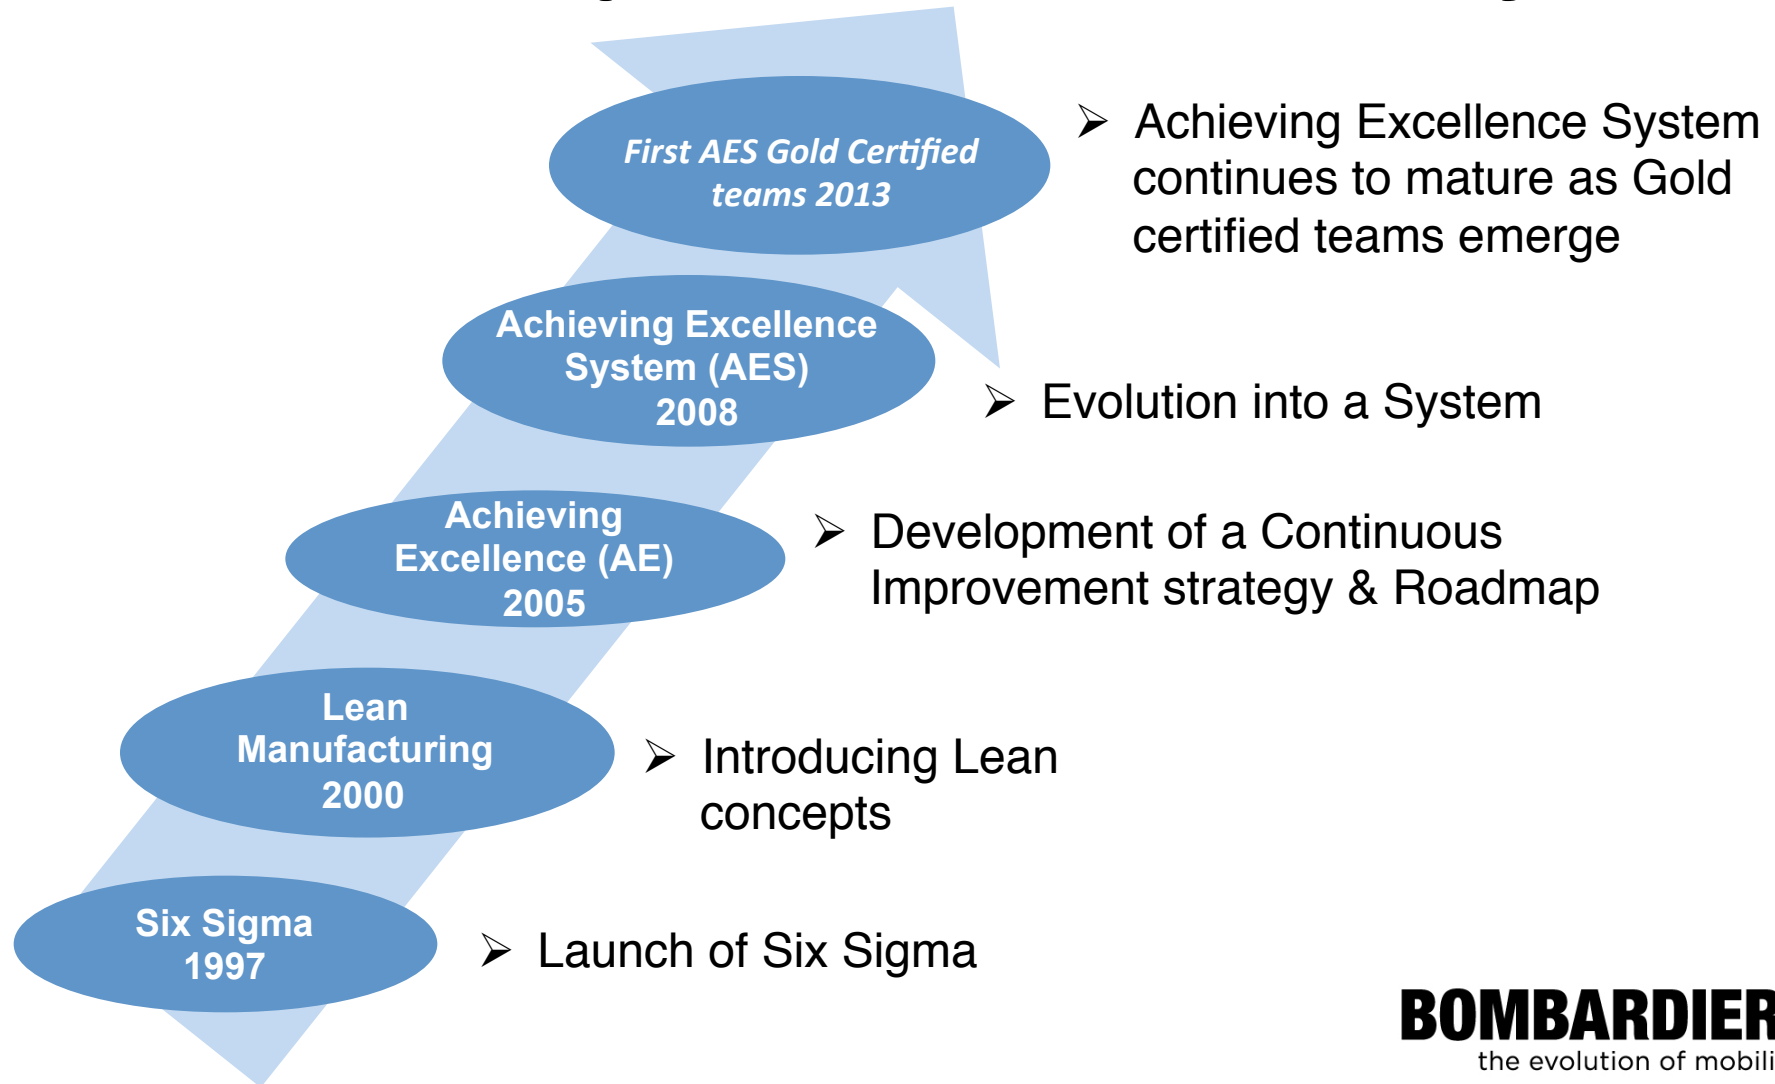 First AES Gold Certified
teams 2013
➢ Achieving Excellence System
continues to mature as Gold
certified teams emerge
Achieving Excellence
System (AES)
2008
➢ Evolution into a System
Achieving
Excellence (AE)
2005
➢ Development of a Continuous
Improvement strategy & Roadmap
Lean
Manufacturing
2000
➢ Introducing Lean
concepts
Six Sigma
1997
➢ Launch of Six Sigma
BOMBARDIER
the evolution of mobili